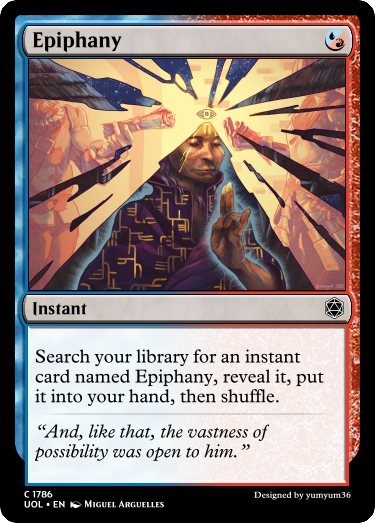 Epiphany
Instant
Search your library for an instant
card named Epiphany, reveal it, put
it into your hand, then shuffle.
“And, like that, the vastness of
possibility was open to him.”
C 1786
UOL • EN Miguel Arguelles
Designed by yumyum36